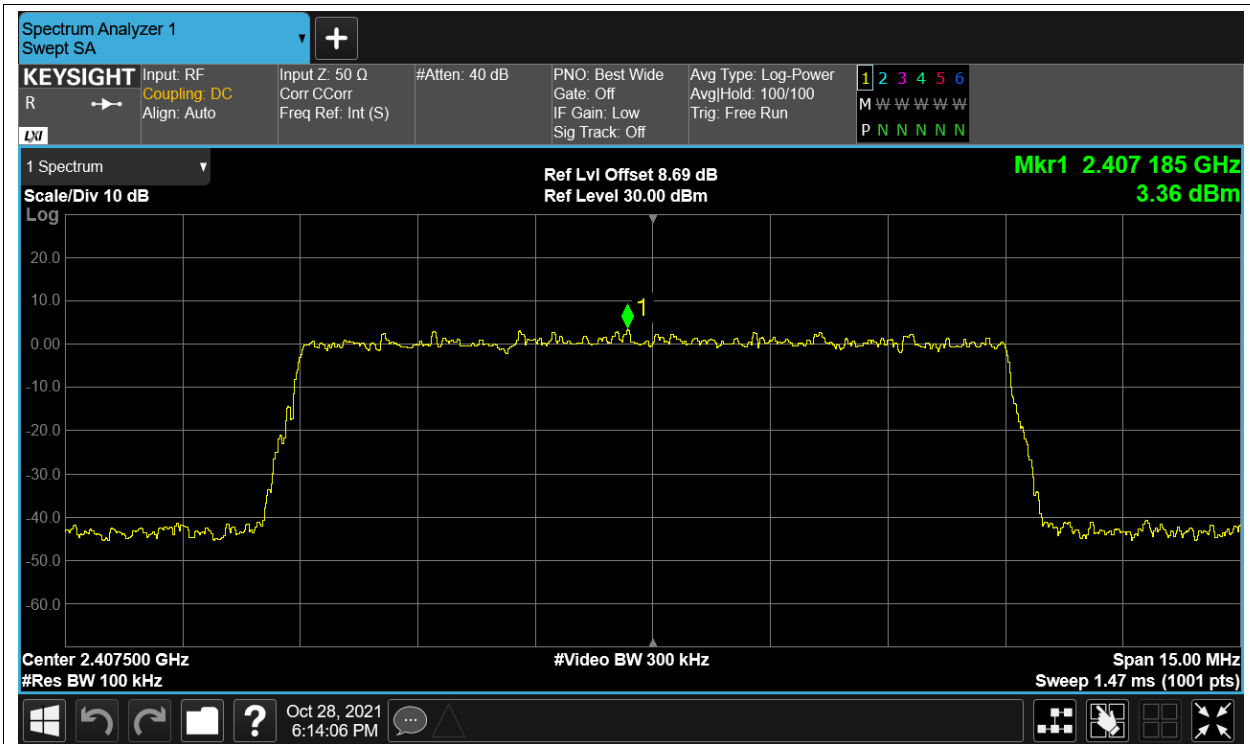 Spectrum Analyzer 1
Swept SA
KEYSIGHT
R
LXI
Input: RF
Coupling: DC
Align: Auto
Input Z: 50 Ω
Corr CCorr
Freq Ref: Int (S)
#Atten: 40 dB
PNO: Best Wide
Gate: Off
IF Gain: Low
Sig Track: Off
Avg Type: Log-Power
Avg|Hold: 100/100
Trig: Free Run
1 2 3 4 5 6
M W W W W W
P N N N N N
1 Spectrum
Scale/Div 10 dB
Log
Ref Lvl Offset 8.69 dB
Ref Level 30.00 dBm
Mkr1 2.407 185 GHz
3.36 dBm
20.0
10.0
1
0.00
-10.0
-20.0
-30.0
-40.0
-50.0
-60.0
Center 2.407500 GHz
#Res BW 100 kHz
#Video BW 300 kHz
Span 15.00 MHz
Sweep 1.47 ms (1001 pts)
?
Oct 28, 2021
6:14:06 PM